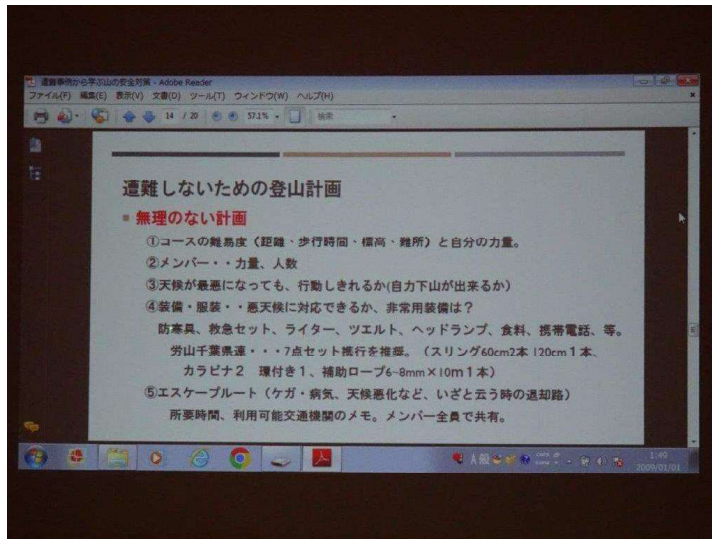 遭難事例から学ぶ山の安全対策 - Adobe Reader
ファイル(F) 編集(E) 表示(V) 文書(D) ツール(T) ウィンドウ(W) ヘルプ(H)
14 / 20 57.1% 検索
遭難しないための登山計画
■ 無理のない計画
①コースの難易度（距離・歩行時間・標高・難所）と自分の力量。
②メンバー・・力量、人数
③天候が最悪になっても、行動しきれるか(自力下山が出来るか）
④装備・服装・・悪天候に対応できるか、非常用装備は？
防寒具、救急セット、ライター、ツエルト、ヘッドランプ、食料、携帯電話、等。
労山千葉県連・・・7点セット携行を推奨。（スリング60cm2本 120cm１本、
カラビナ２ 環付き１、補助ロープ6~8mm×10m１本）
⑤エスケープルート（ケガ・病気、天候悪化など、いざと云う時の退却路）
所要時間、利用可能交通機関のメモ。メンバー全員で共有。
A 般
1:49
2009/01/01